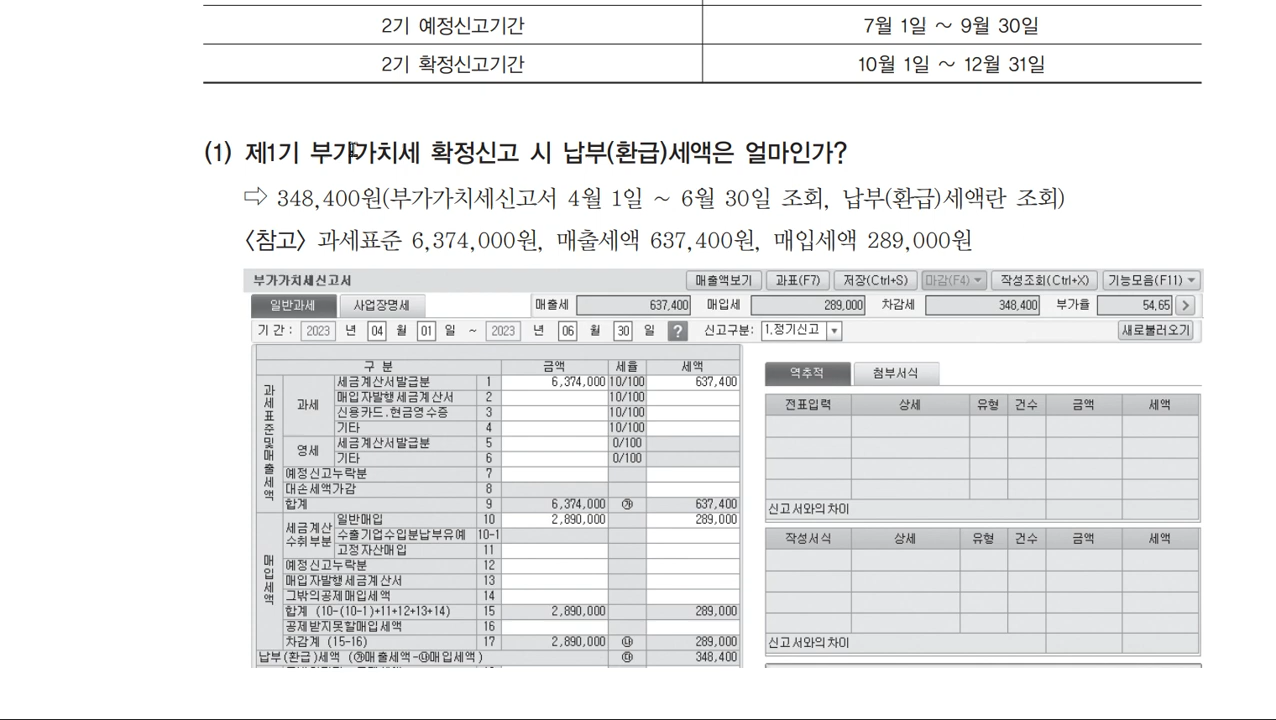 2기 예정신고기간 7월 1일 ~ 9월 30일
2기 확정신고기간 10월 1일 ~ 12월 31일
(1) 제1기 부가가치세 확정신고 시 납부(환급)세액은 얼마인가?
⇨ 348,400원(부가가치세신고서 4월 1일 ~ 6월 30일 조회, 납부(환급)세액란 조회)
〈참고〉 과세표준 6,374,000원, 매출세액 637,400원, 매입세액 289,000원
부가가치세신고서 매출액보기 과표(F7) 저장(Ctrl+S) 마감(F4) 작성조회(Ctrl+X) 기능모음(F11)
일반과세 사업장명세 매출세 637,400 매입세 289,000 차감세 348,400 부가율 54.65
기 간 : 2023 년 04 월 01 일 ~ 2023 년 06 월 30 일 ? 신고구분: 1.정기신고 새로불러오기
구 분 금액 세율 세액
과세표준및매출세액
과세
세금계산서발급분 1 6,374,000 10/100 637,400
매입자발행세금계산서 2 10/100
신용카드.현금영수증 3 10/100
기타 4 10/100
영세
세금계산서발급분 5 0/100
기타 6 0/100
예정신고누락분 7
대손세액가감 8
합계 9 6,374,000 ㉮ 637,400
매입세액
세금계산
수취부분
일반매입 10 2,890,000 289,000
수출기업수입분납부유예 10-1
고정자산매입 11
예정신고누락분 12
매입자발행세금계산서 13
그밖의공제매입세액 14
합계 (10-(10-1)+11+12+13+14) 15 2,890,000 289,000
공제받지못할매입세액 16
차감계 (15-16) 17 2,890,000 ㉯ 289,000
납부(환급)세액 (㉮매출세액-㉯매입세액) ㉰ 348,400
역추적 첨부서식
전표입력 상세 유형 건수 금액 세액
신고서와의차이
작성서식 상세 유형 건수 금액 세액
신고서와의차이